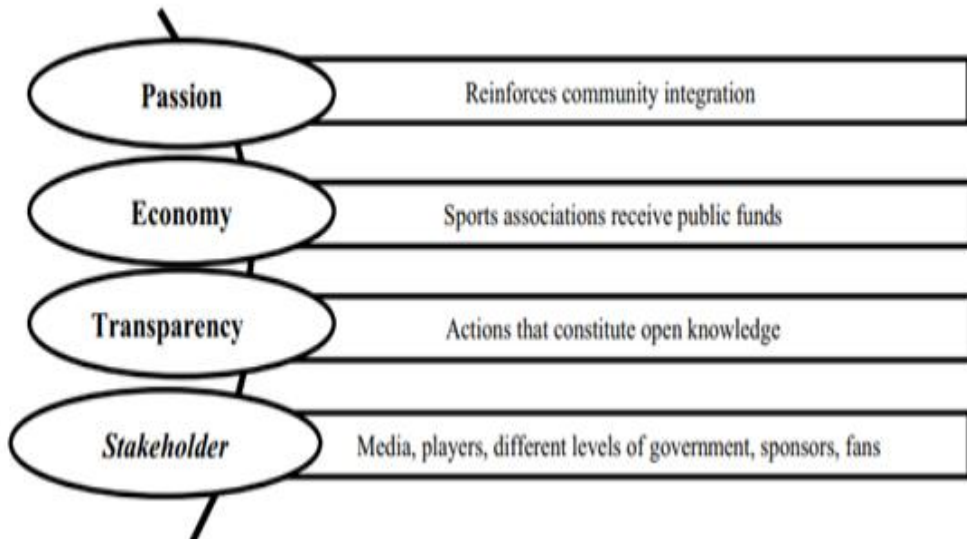 Passion
Reinforces community integration
Economy
Sports associations receive public funds
Transparency
Actions that constitute open knowledge
Stakeholder
Media, players, different levels of government, sponsors, fans